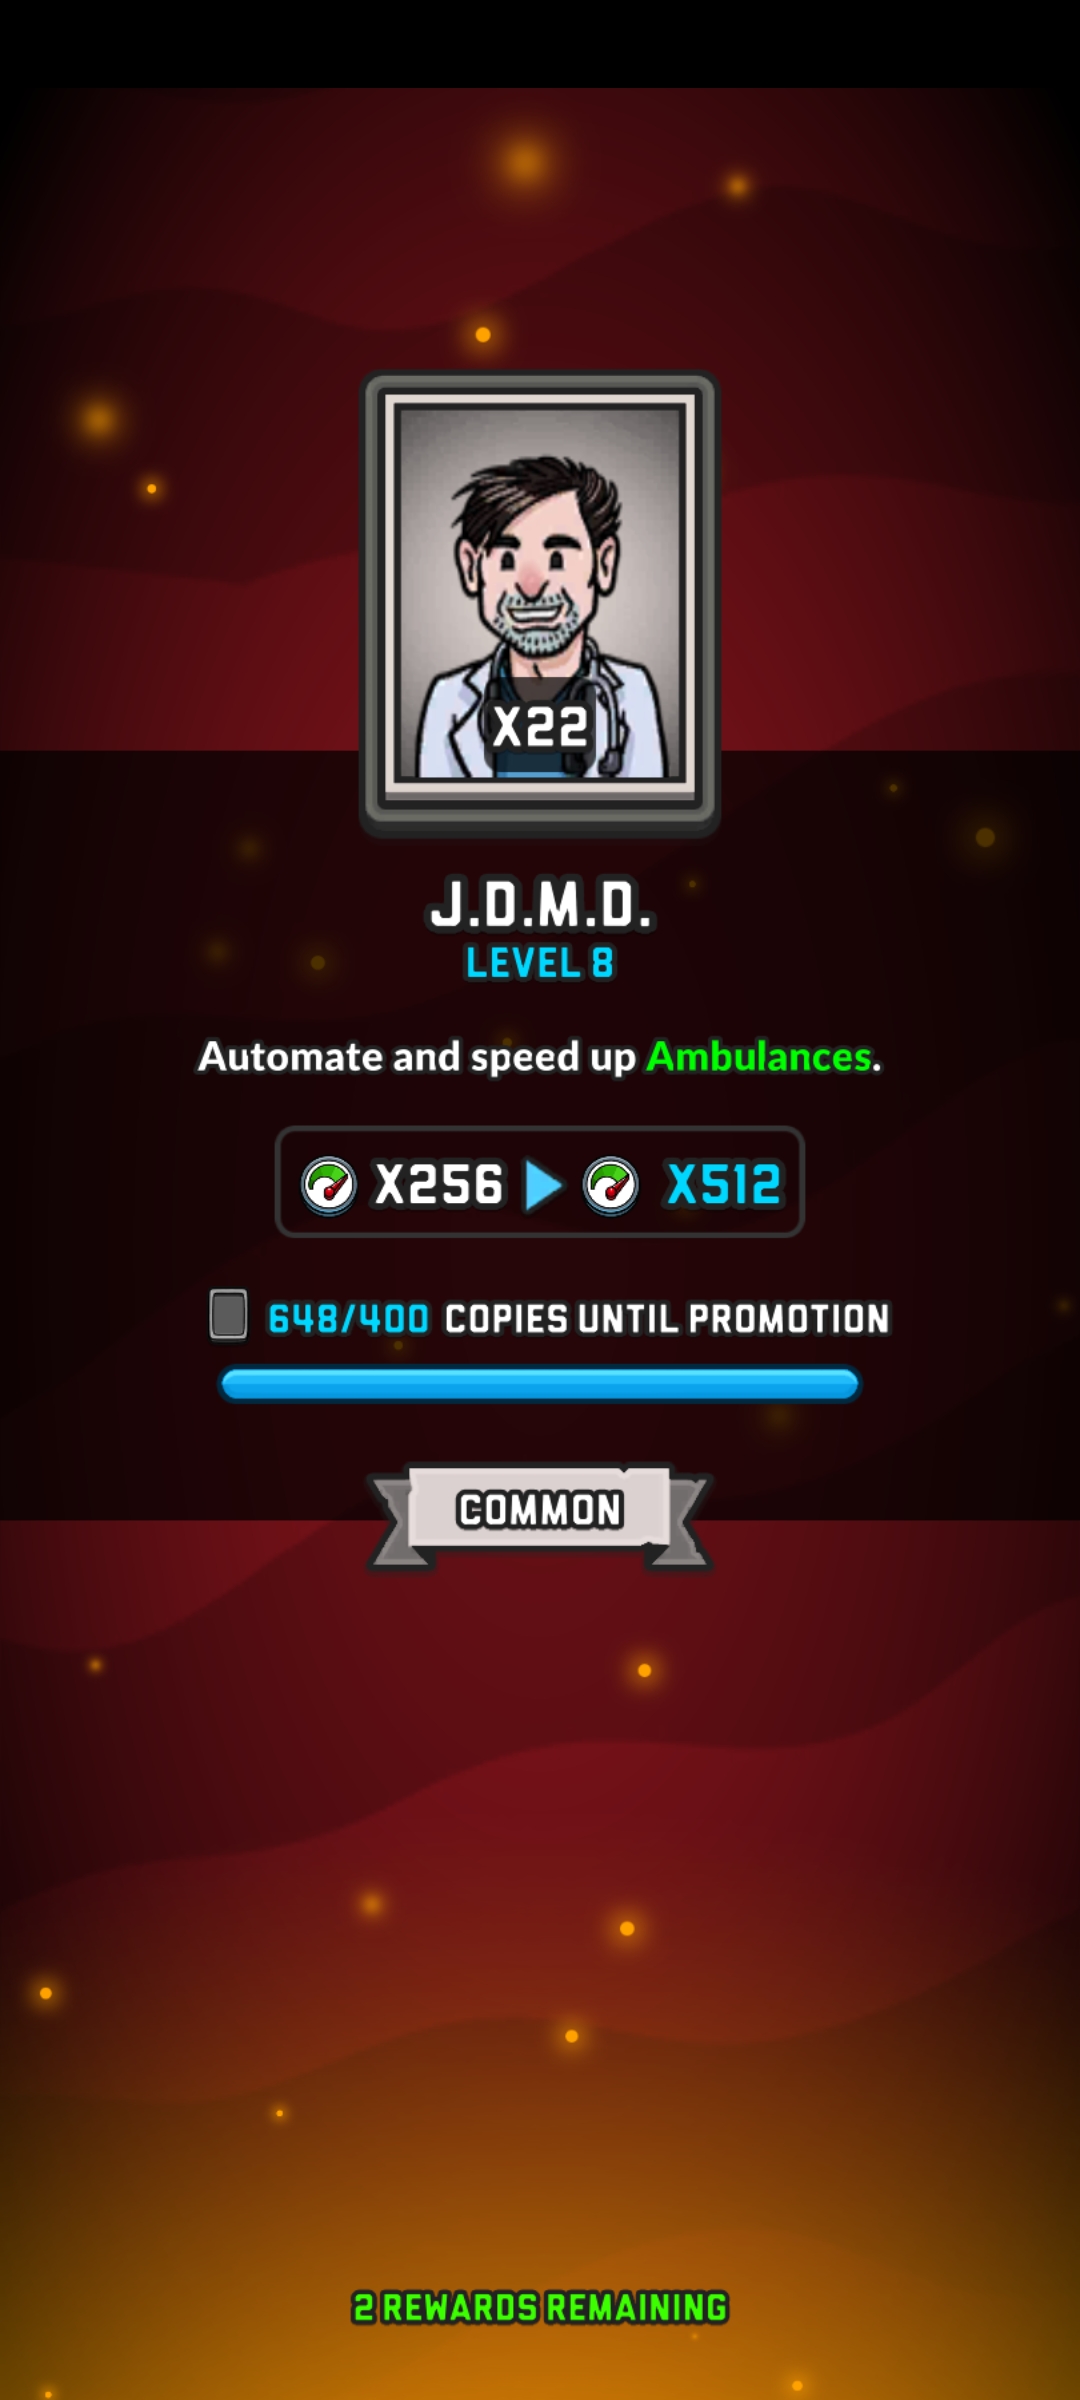 X22
J.D.M.D.
LEVEL 8
Automate and speed up Ambulances.
X256 X512
648/400 COPIES UNTIL PROMOTION
COMMON
2 REWARDS REMAINING